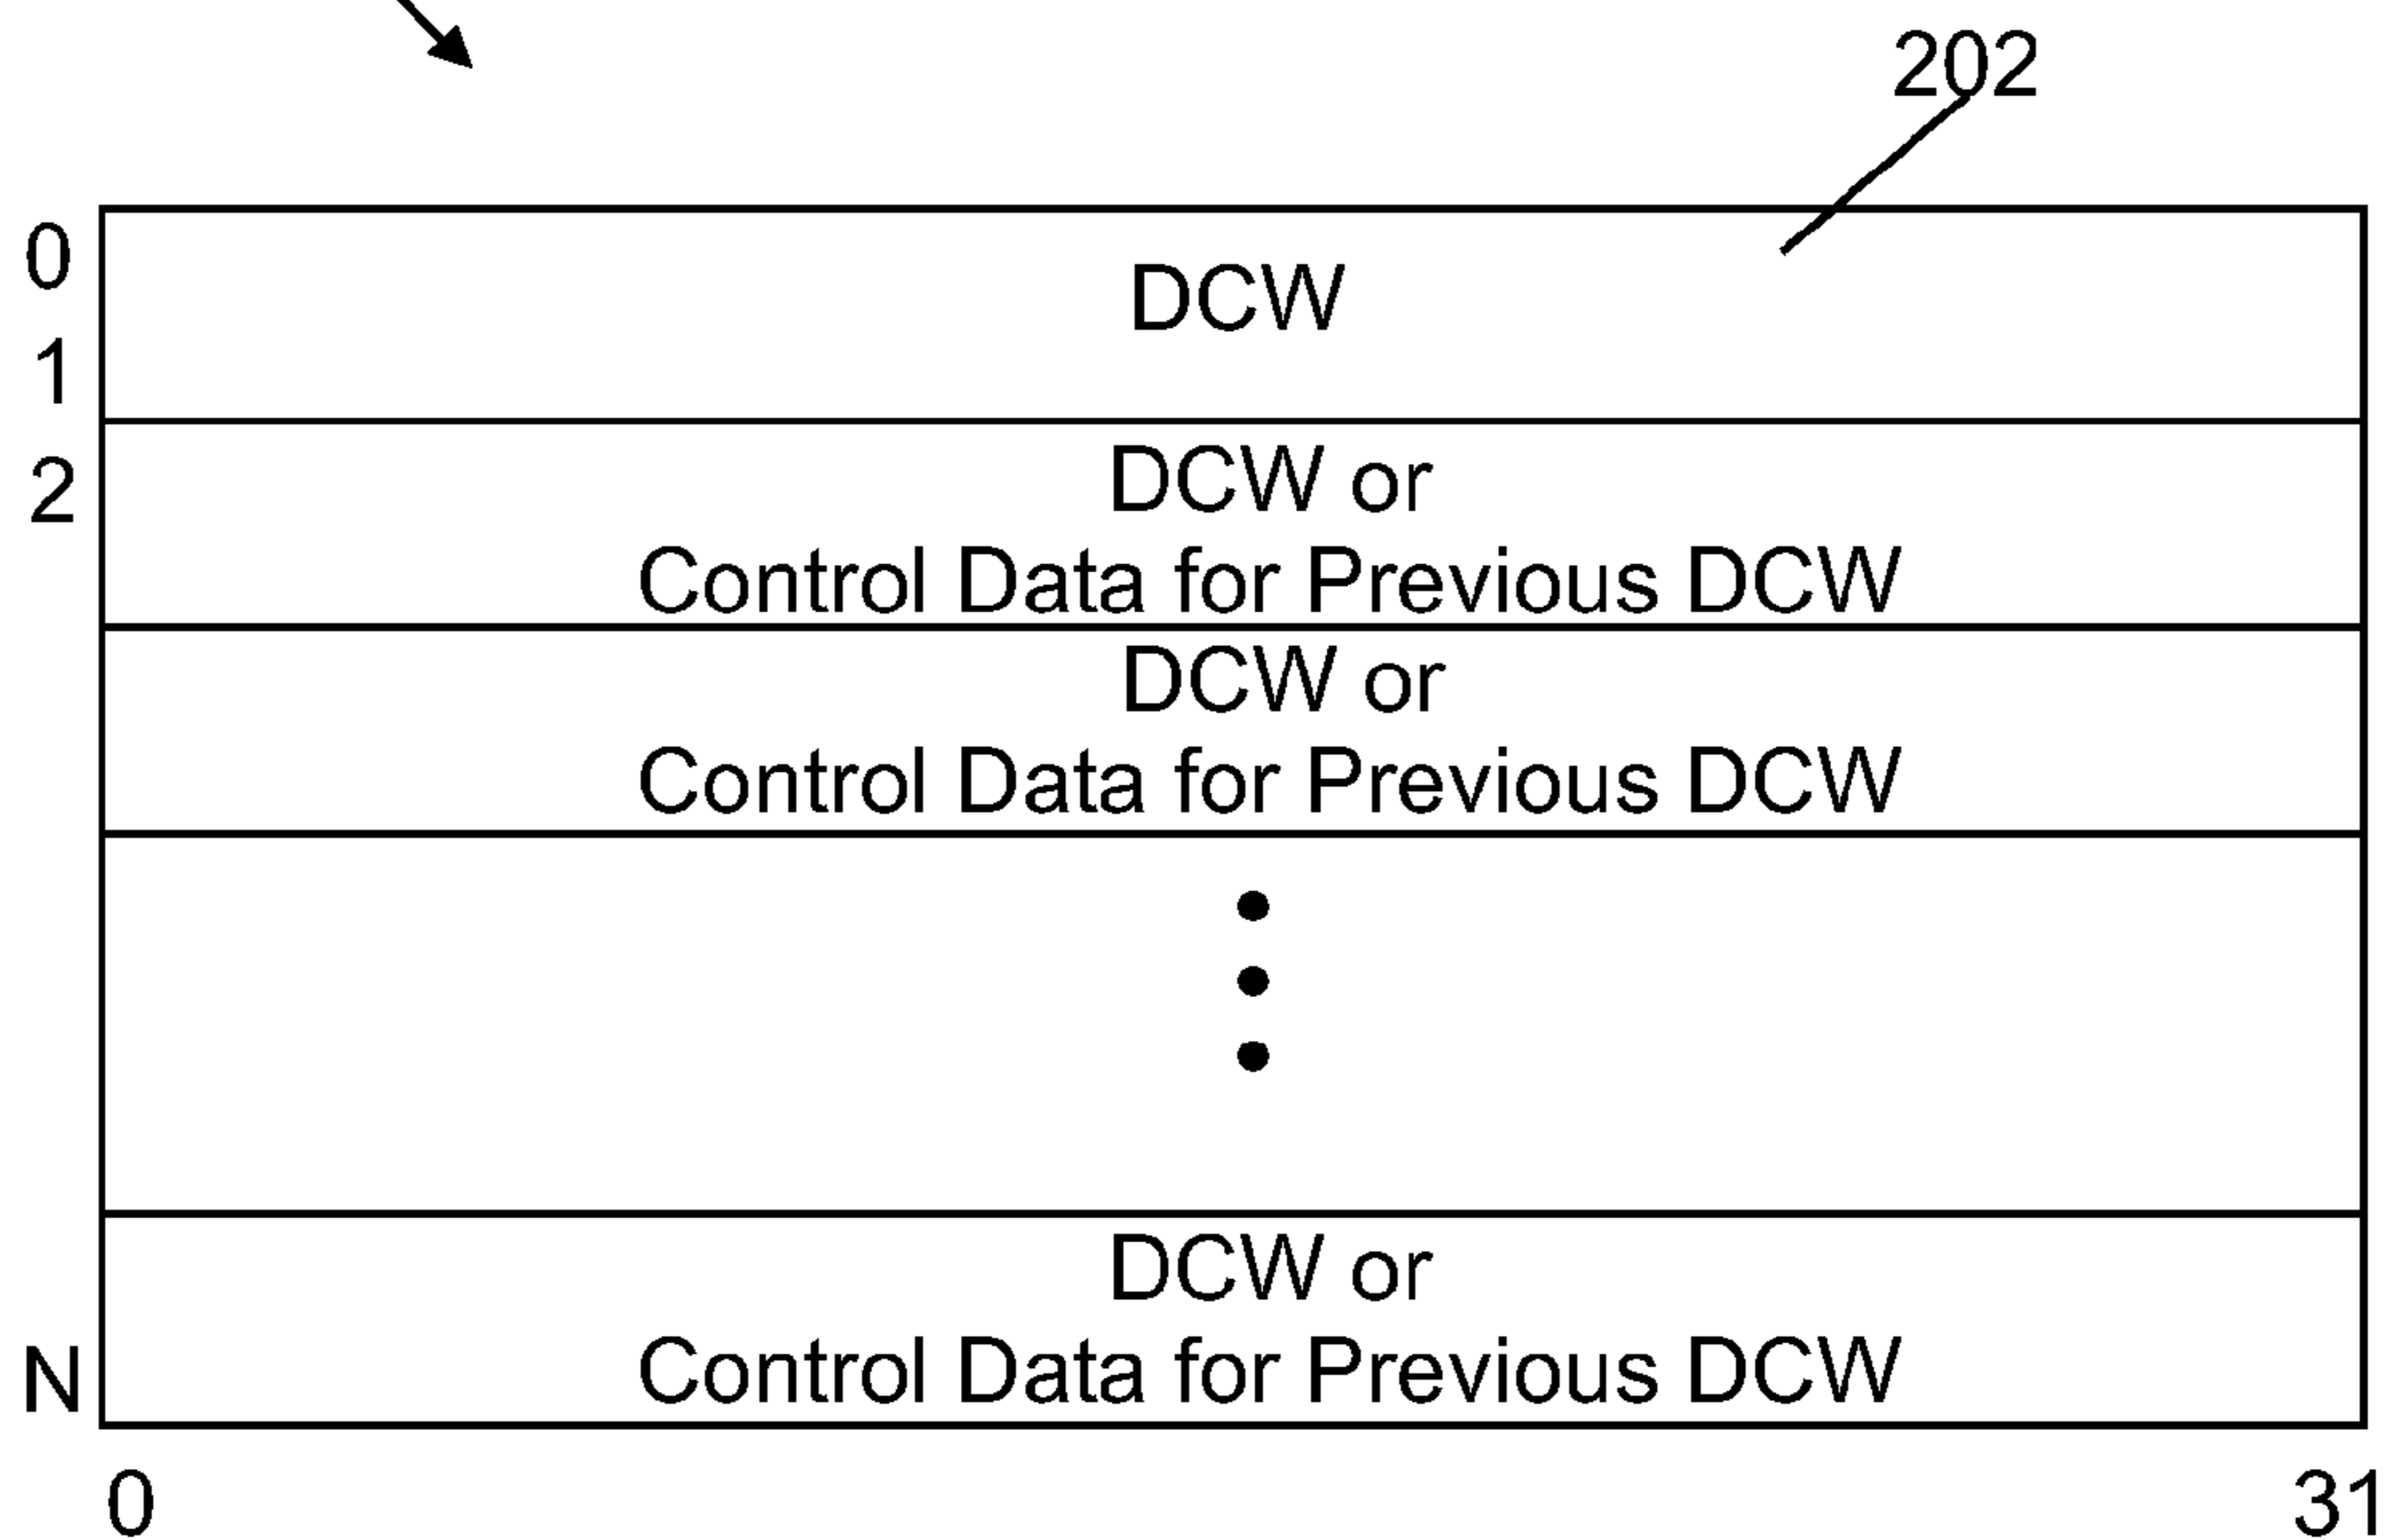 202
0
DCW
1
2
DCW or
Control Data for Previous DCW
DCW or
Control Data for Previous DCW
DCW or
N
Control Data for Previous DCW
0
31